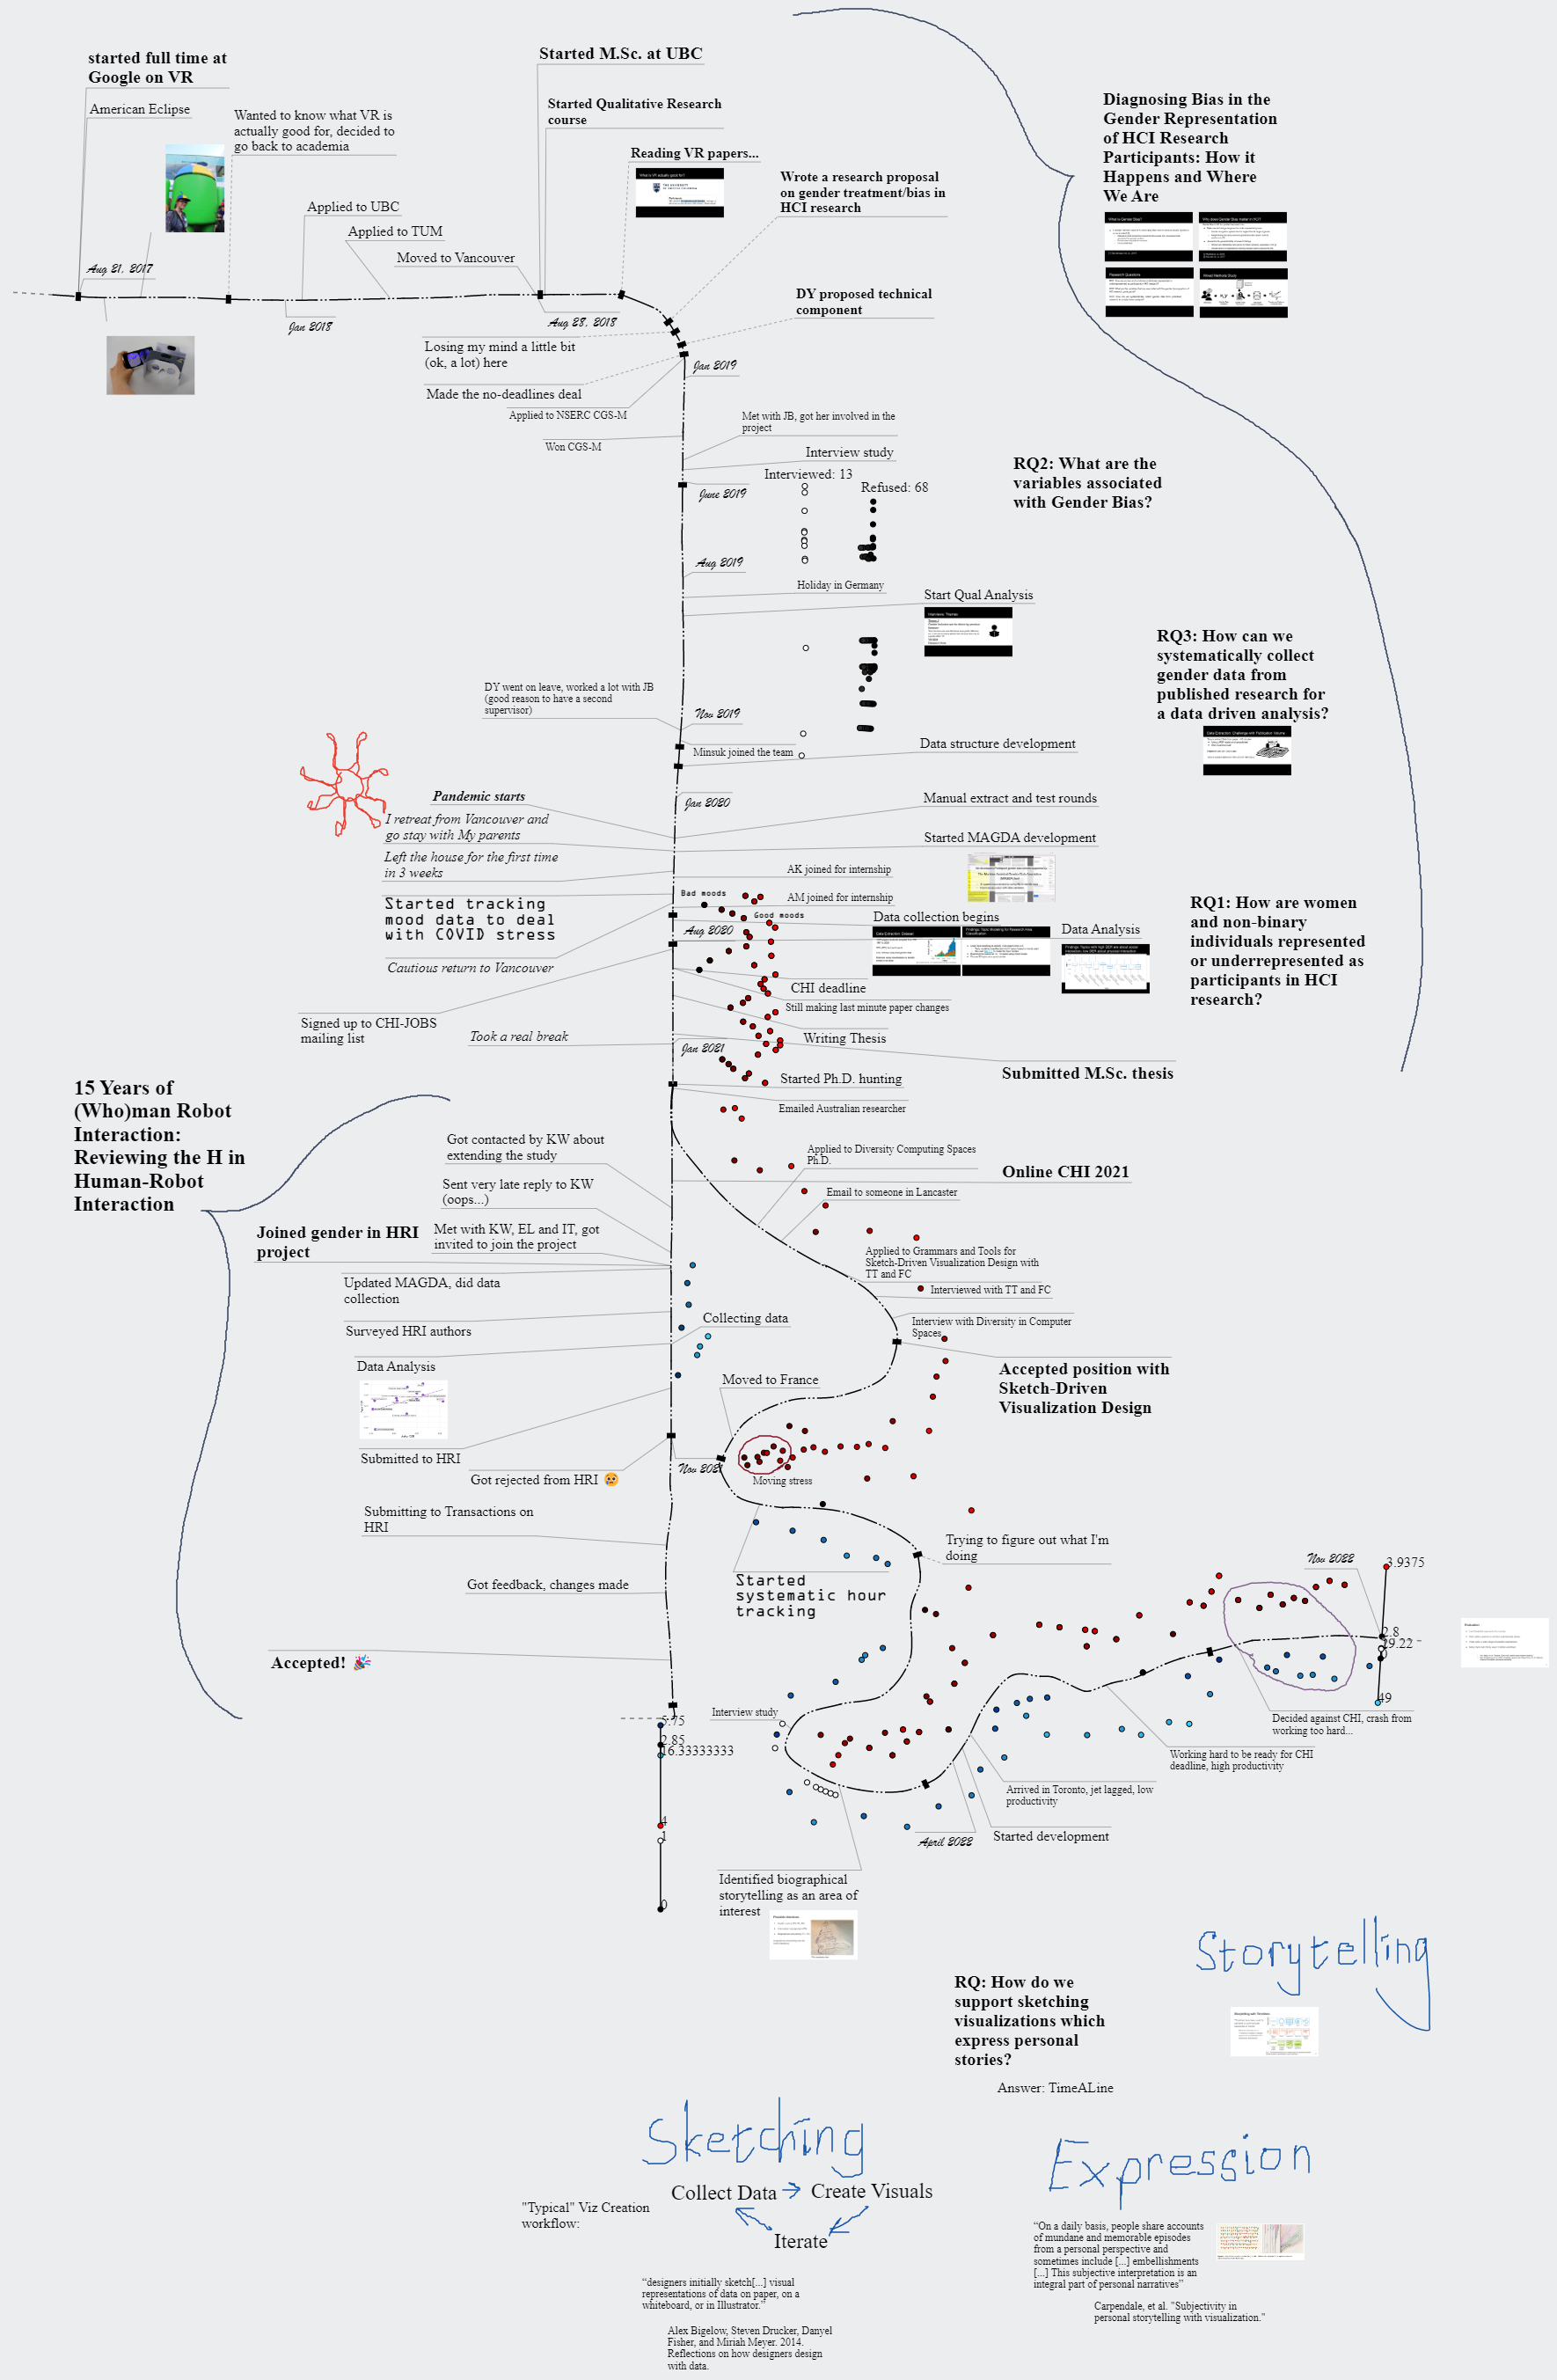 started full time at
Google on VR
American Eclipse
Wanted to know what VR is
actually good for, decided to
go back to academia
Aug 21, 2017
Applied to UBC
Applied to TUM
Moved to Vancouver
Jan 2018
Started M.Sc. at UBC
Started Qualitative Research
course
Reading VR papers...
Wrote a research proposal
on gender treatment/bias in
HCI research
Aug 28, 2018
DY proposed technical
component
Losing my mind a little bit
(ok, a lot) here
Made the no-deadlines deal
Applied to NSERC CGS-M
Won CGS-M
Jan 2019
Diagnosing Bias in the
Gender Representation
of HCI Research
Participants: How it
Happens and Where
We Are
What is Gender Bias?
Why does Gender Bias matter in HCI?
Research Questions
Mixed Methods Study
Met with JB, got her involved in the
project
Interview study
Interviewed: 13
Refused: 68
June 2019
RQ2: What are the
variables associated
with Gender Bias?
Aug 2019
Holiday in Germany
Start Qual Analysis
RQ3: How can we
systematically collect
gender data from
published research for
a data driven analysis?
DY went on leave, worked a lot with JB
(good reason to have a second
supervisor)
Nov 2019
Minsuk joined the team
Data structure development
Jan 2020
Pandemic starts
I retreat from Vancouver and
go stay with My parents
Left the house for the first time
in 3 weeks
Manual extract and test rounds
Started MAGDA development
AK joined for internship
AM joined for internship
Started tracking
mood data to deal
with COVID stress
Bad moods
Good moods
Data collection begins
Data Analysis
Aug 2020
Cautious return to Vancouver
CHI deadline
Still making last minute paper changes
Signed up to CHI-JOBS
mailing list
Took a real break
Writing Thesis
Jan 2021
Submitted M.Sc. thesis
RQ1: How are women
and non-binary
individuals represented
or underrepresented as
participants in HCI
research?
Started Ph.D. hunting
Emailed Australian researcher
15 Years of
(Who)man Robot
Interaction:
Reviewing the H in
Human-Robot
Interaction
Got contacted by KW about
extending the study
Sent very late reply to KW
(oops...)
Met with KW, EL and IT, got
invited to join the project
Joined gender in HRI
project
Updated MAGDA, did data
collection
Surveyed HRI authors
Data Analysis
Collecting data
Applied to Diversity Computing Spaces
Ph.D.
Online CHI 2021
Email to someone in Lancaster
Applied to Grammars and Tools for
Sketch-Driven Visualization Design with
TT and FC
Interviewed with TT and FC
Interview with Diversity in Computer
Spaces
Accepted position with
Sketch-Driven
Visualization Design
Moved to France
Submitted to HRI
Got rejected from HRI 😢
Nov 2021
Moving stress
Submitting to Transactions on
HRI
Got feedback, changes made
Accepted! 🎉
Started
systematic hour
tracking
Trying to figure out what I'm
doing
Nov 2022
3.9375
2.8
29.22
0
49
Interview study
5.75
2.85
16.33333333
4
1
0
Decided against CHI, crash from
working too hard...
Working hard to be ready for CHI
deadline, high productivity
Arrived in Toronto, jet lagged, low
productivity
Started development
April 2022
Identified biographical
storytelling as an area of
interest
Storytelling
RQ: How do we
support sketching
visualizations which
express personal
stories?
Answer: TimeALine
Sketching
Collect Data
Create Visuals
Iterate
"Typical" Viz Creation
workflow:
"designers initially sketch[...] visual
representations of data on paper, on a
whiteboard, or in Illustrator."
Alex Bigelow, Steven Drucker, Danyel
Fisher, and Miriah Meyer. 2014.
Reflections on how designers design
with data.
Expression
"On a daily basis, people share accounts
of mundane and memorable episodes
from a personal perspective and
sometimes include [...] embellishments
[...] This subjective interpretation is an
integral part of personal narratives"
Carpendale, et al. "Subjectivity in
personal storytelling with visualization."